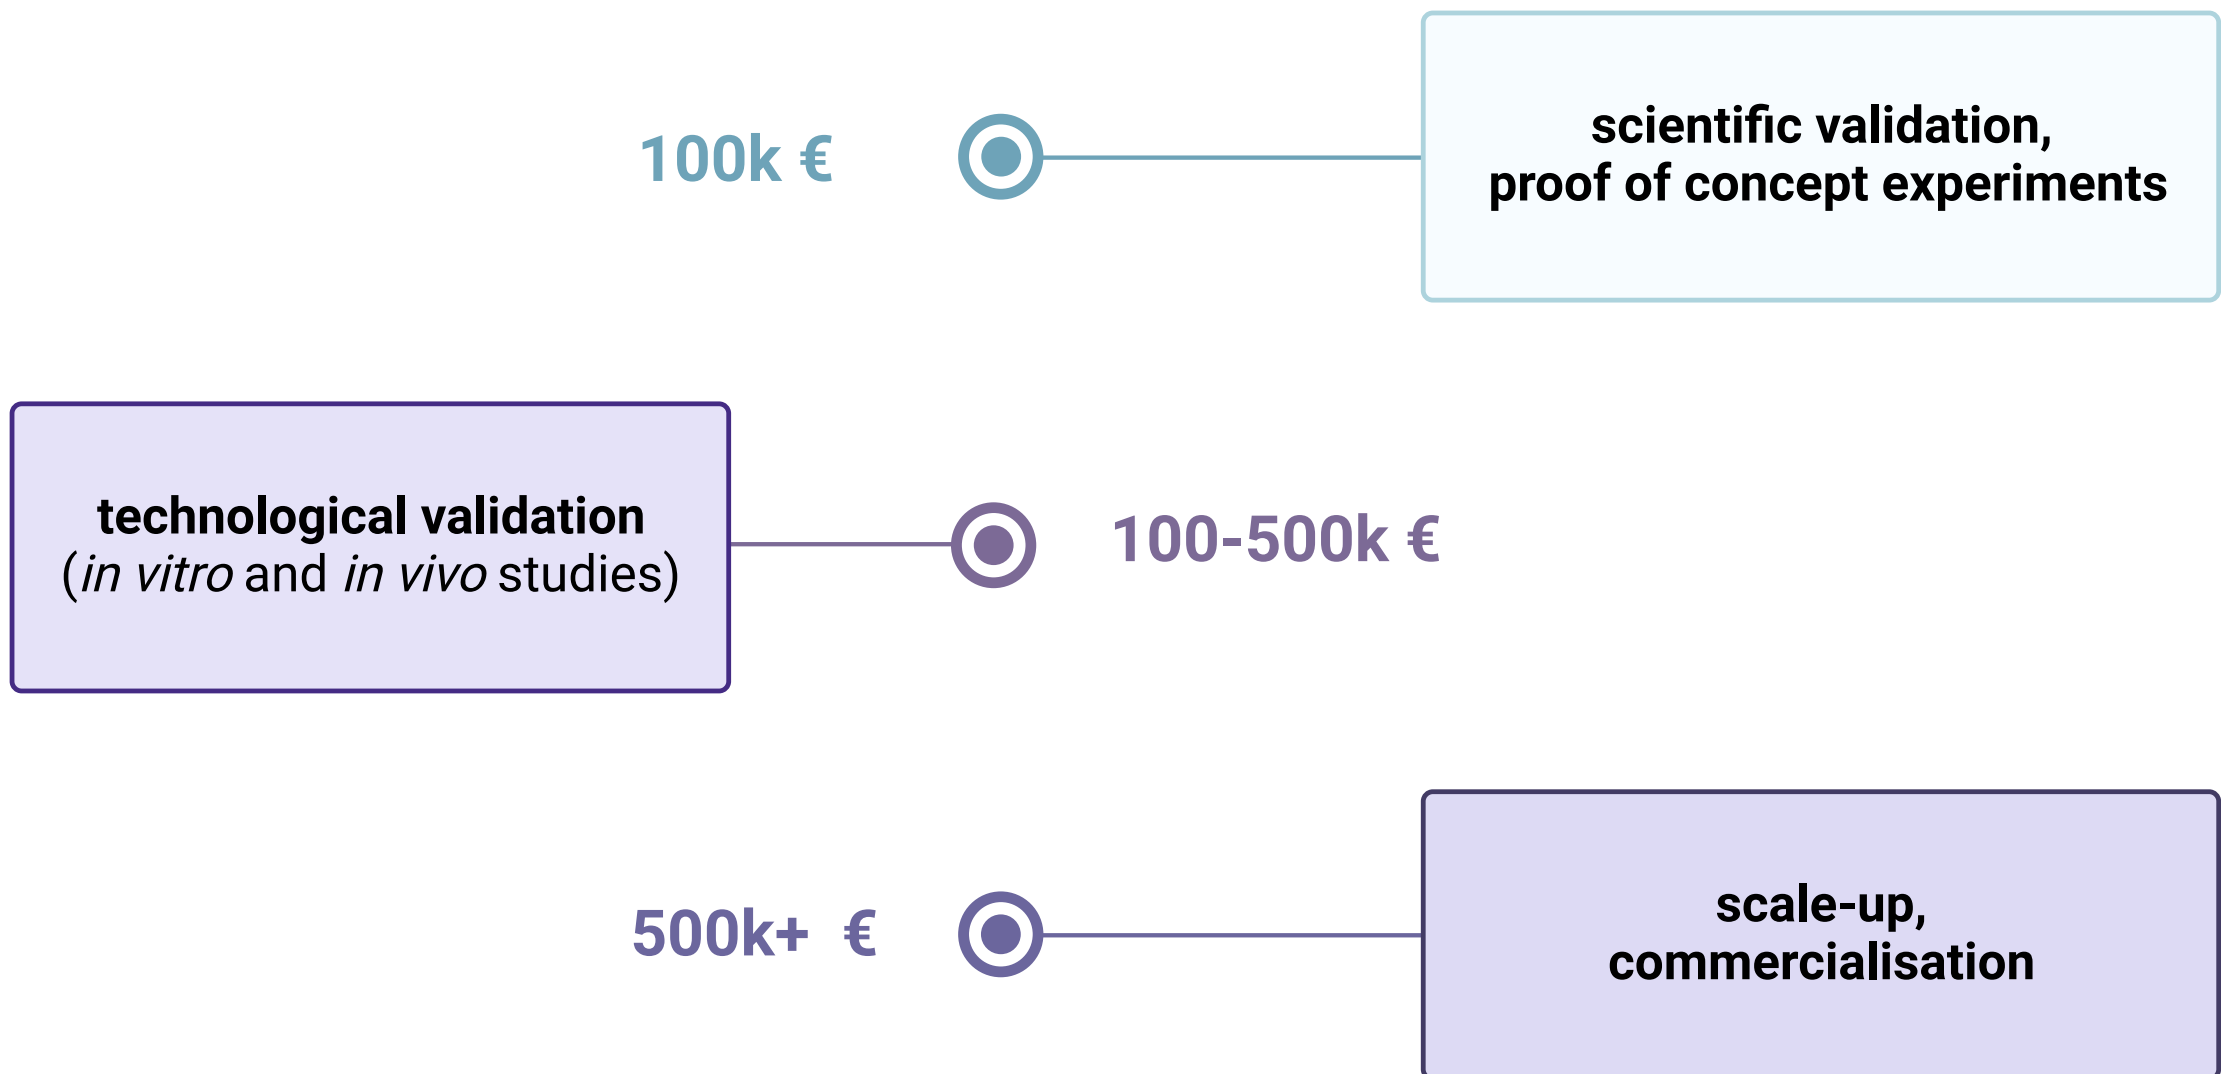 100k €
scientific validation,
proof of concept experiments
technological validation
(in vitro and in vivo studies)
100-500k €
500k+  €
scale-up,
commercialisation